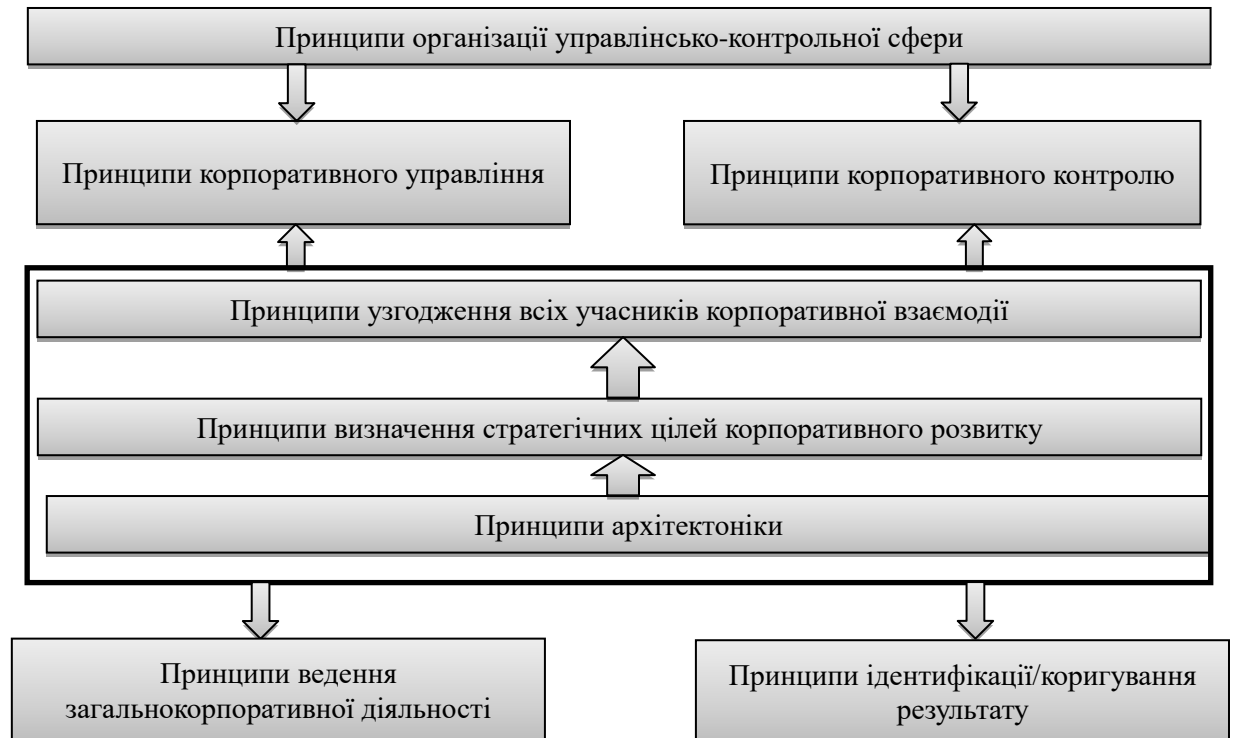 Принципи організації управлінсько-контрольної сфери
Принципи корпоративного управління
Принципи корпоративного контролю
Принципи узгодження всіх учасників корпоративної взаємодії
Принципи визначення стратегічних цілей корпоративного розвитку
Принципи архітектоніки
Принципи ведення
загальнокорпоративної діяльності
Принципи ідентифікації/коригування
результату